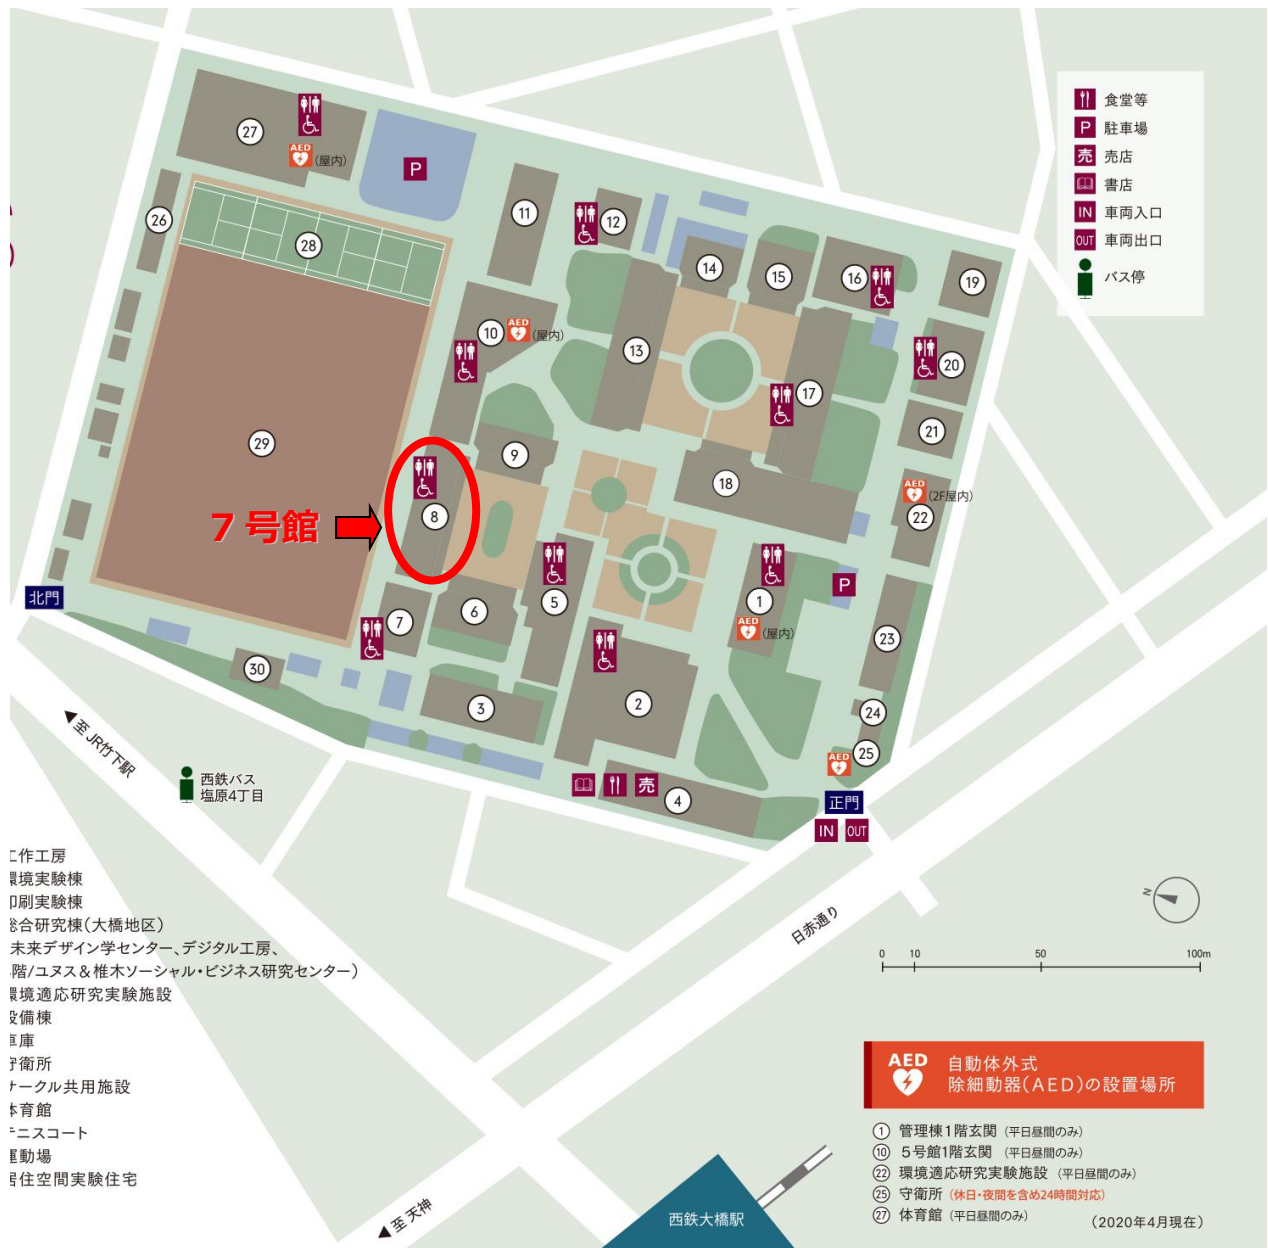 食堂等
P 駐車場
売 売店
書店
IN 車両入口
OUT 車両出口
バス停
27
AED
(屋内)
P
26
28
11
12
14
15
16
19
10
AED
(屋内)
13
17
20
21
29
9
18
AED
(2F屋内)
22
8
7号館
北門
5
1
P
AED
(屋内)
7
6
23
30
3
2
24
25
AED
売
4
正門
IN OUT
至 JR竹下駅
西鉄バス
塩原4丁目
工作工房
環境実験棟
印刷実験棟
総合研究棟(大橋地区)
未来デザイン学センター、デジタル工房、
階/ユヌス&椎木ソーシャル・ビジネス研究センター)
環境適応研究実験施設
設備棟
車庫
守衛所
サークル共用施設
体育館
テニスコート
運動場
居住空間実験住宅
日赤通り
N
0 10 50 100m
AED 自動体外式
除細動器(AED)の設置場所
1 管理棟1階玄関 (平日昼間のみ)
10 5号館1階玄関 (平日昼間のみ)
22 環境適応研究実験施設 (平日昼間のみ)
25 守衛所 (休日・夜間を含め24時間対応)
27 体育館 (平日昼間のみ)
(2020年4月現在)
至 天神
西鉄大橋駅